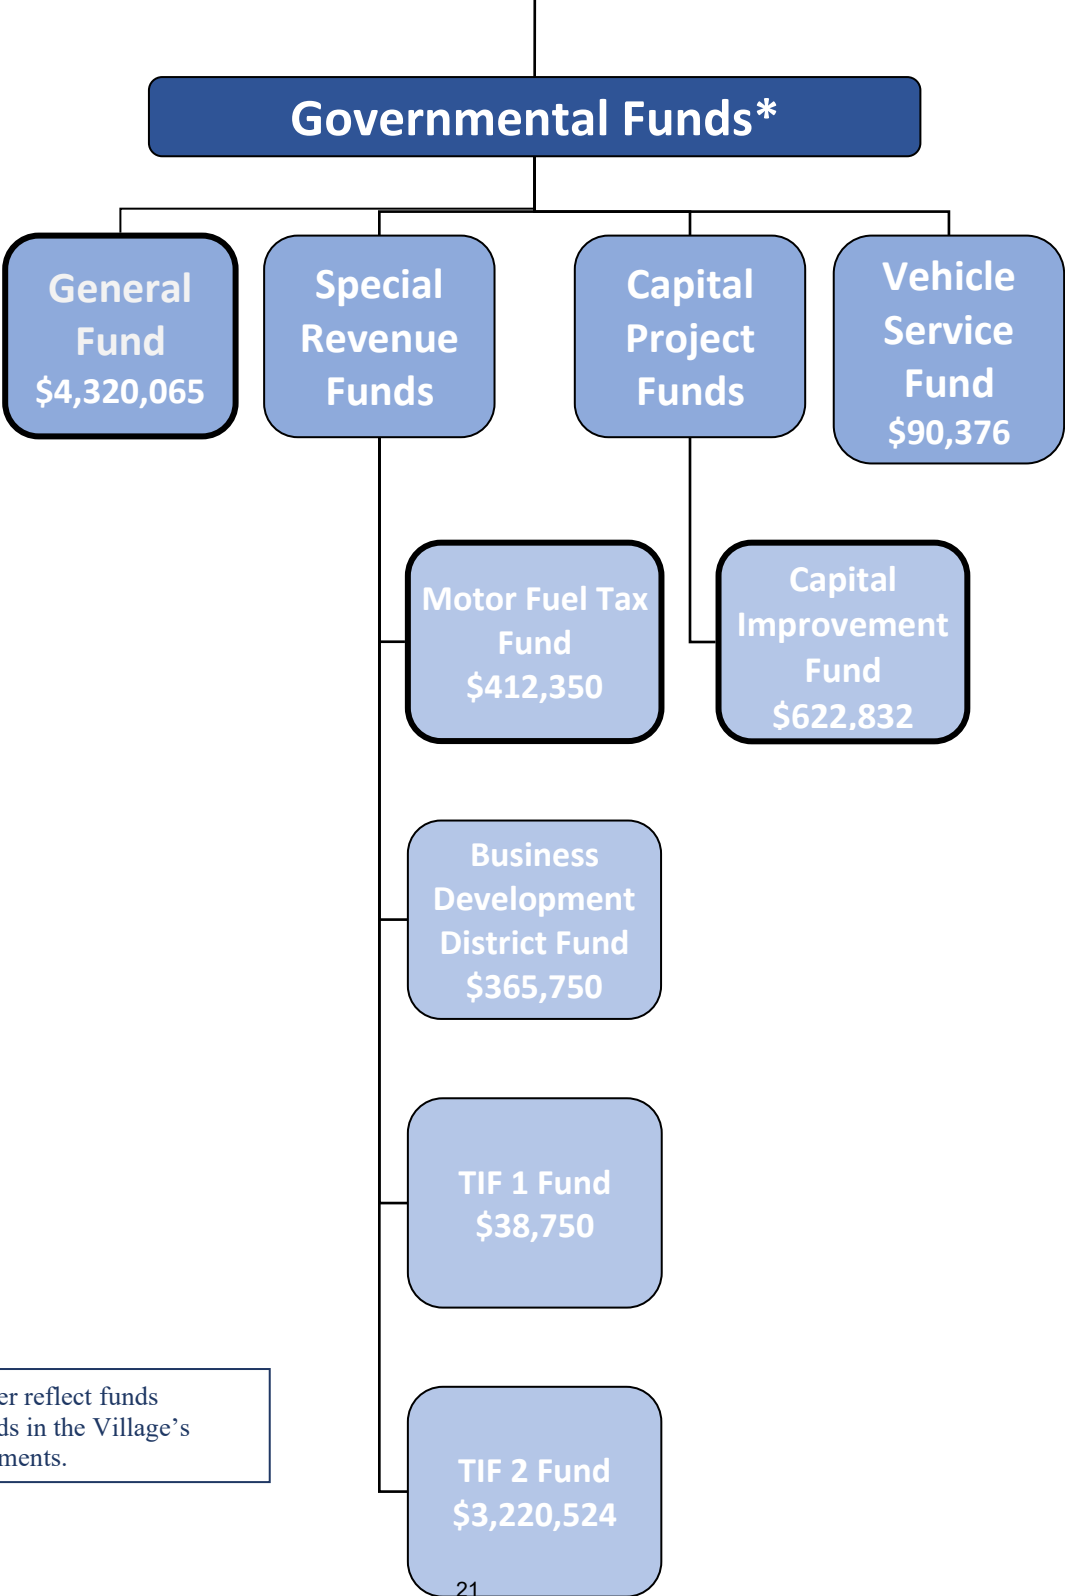 Governmental Funds*
General
Fund
$4,320,065
Special
Revenue
Funds
Capital
Project
Funds
Vehicle
Service
Fund
$90,376
Motor Fuel Tax
Fund
$412,350
Capital
Improvement
Fund
$622,832
Business
Development
District Fund
$365,750
TIF 1 Fund
$38,750
er reflect funds
ds in the Village’s
ments.
TIF 2 Fund
$3,220,524
21